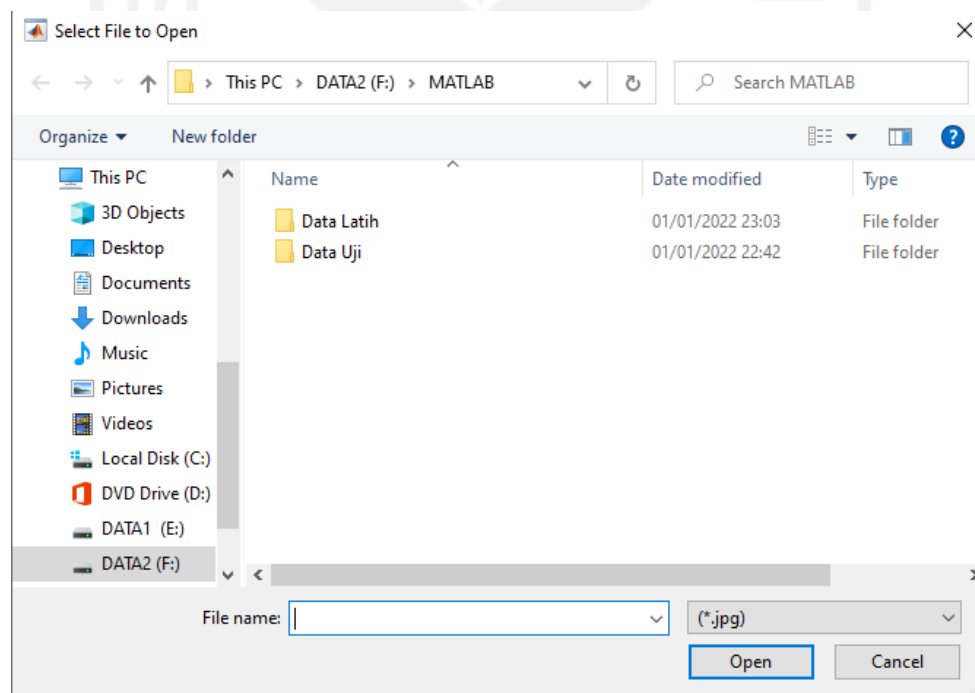 Select File to Open
This PC > DATA2 (F:) > MATLAB
Search MATLAB
Organize
New folder
Name Date modified Type
Data Latih 01/01/2022 23:03 File folder
Data Uji 01/01/2022 22:42 File folder
This PC
3D Objects
Desktop
Documents
Downloads
Music
Pictures
Videos
Local Disk (C:)
DVD Drive (D:)
DATA1 (E:)
DATA2 (F:)
File name: (*.jpg)
Open Cancel